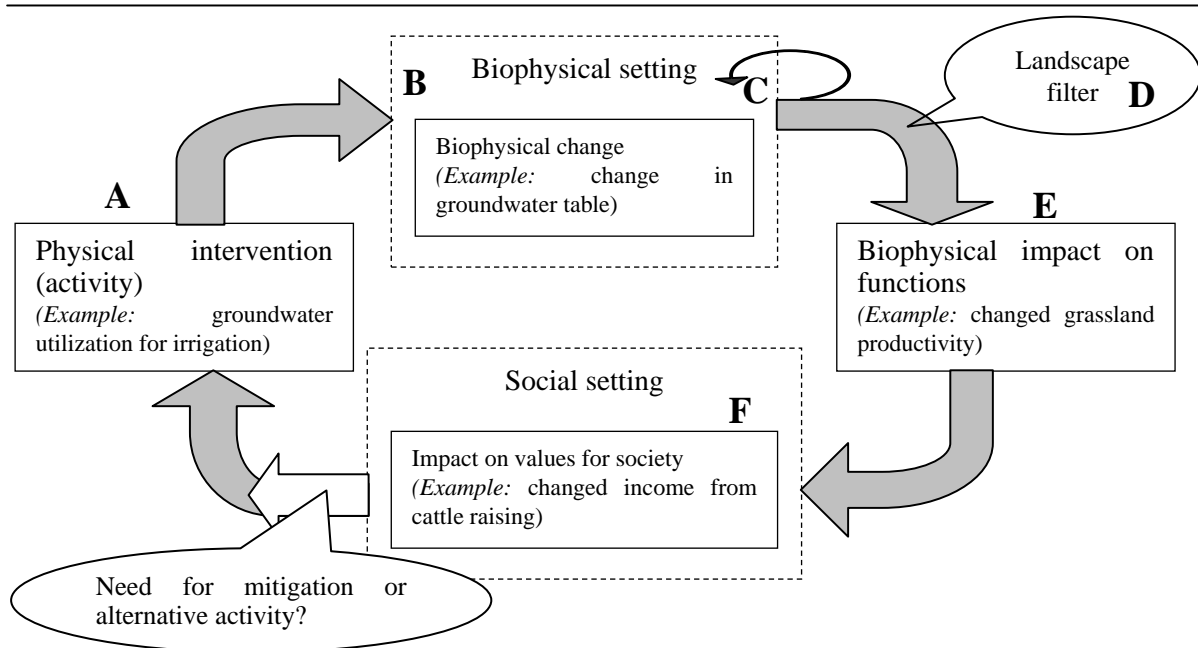 Biophysical setting
B
C
Biophysical change
(Example: change in
groundwater table)
Landscape
filter
D
A
Physical intervention
(activity)
(Example: groundwater
utilization for irrigation)
E
Biophysical impact on
functions
(Example: changed grassland
productivity)
Social setting
F
Impact on values for society
(Example: changed income from
cattle raising)
Need for mitigation or
alternative activity?